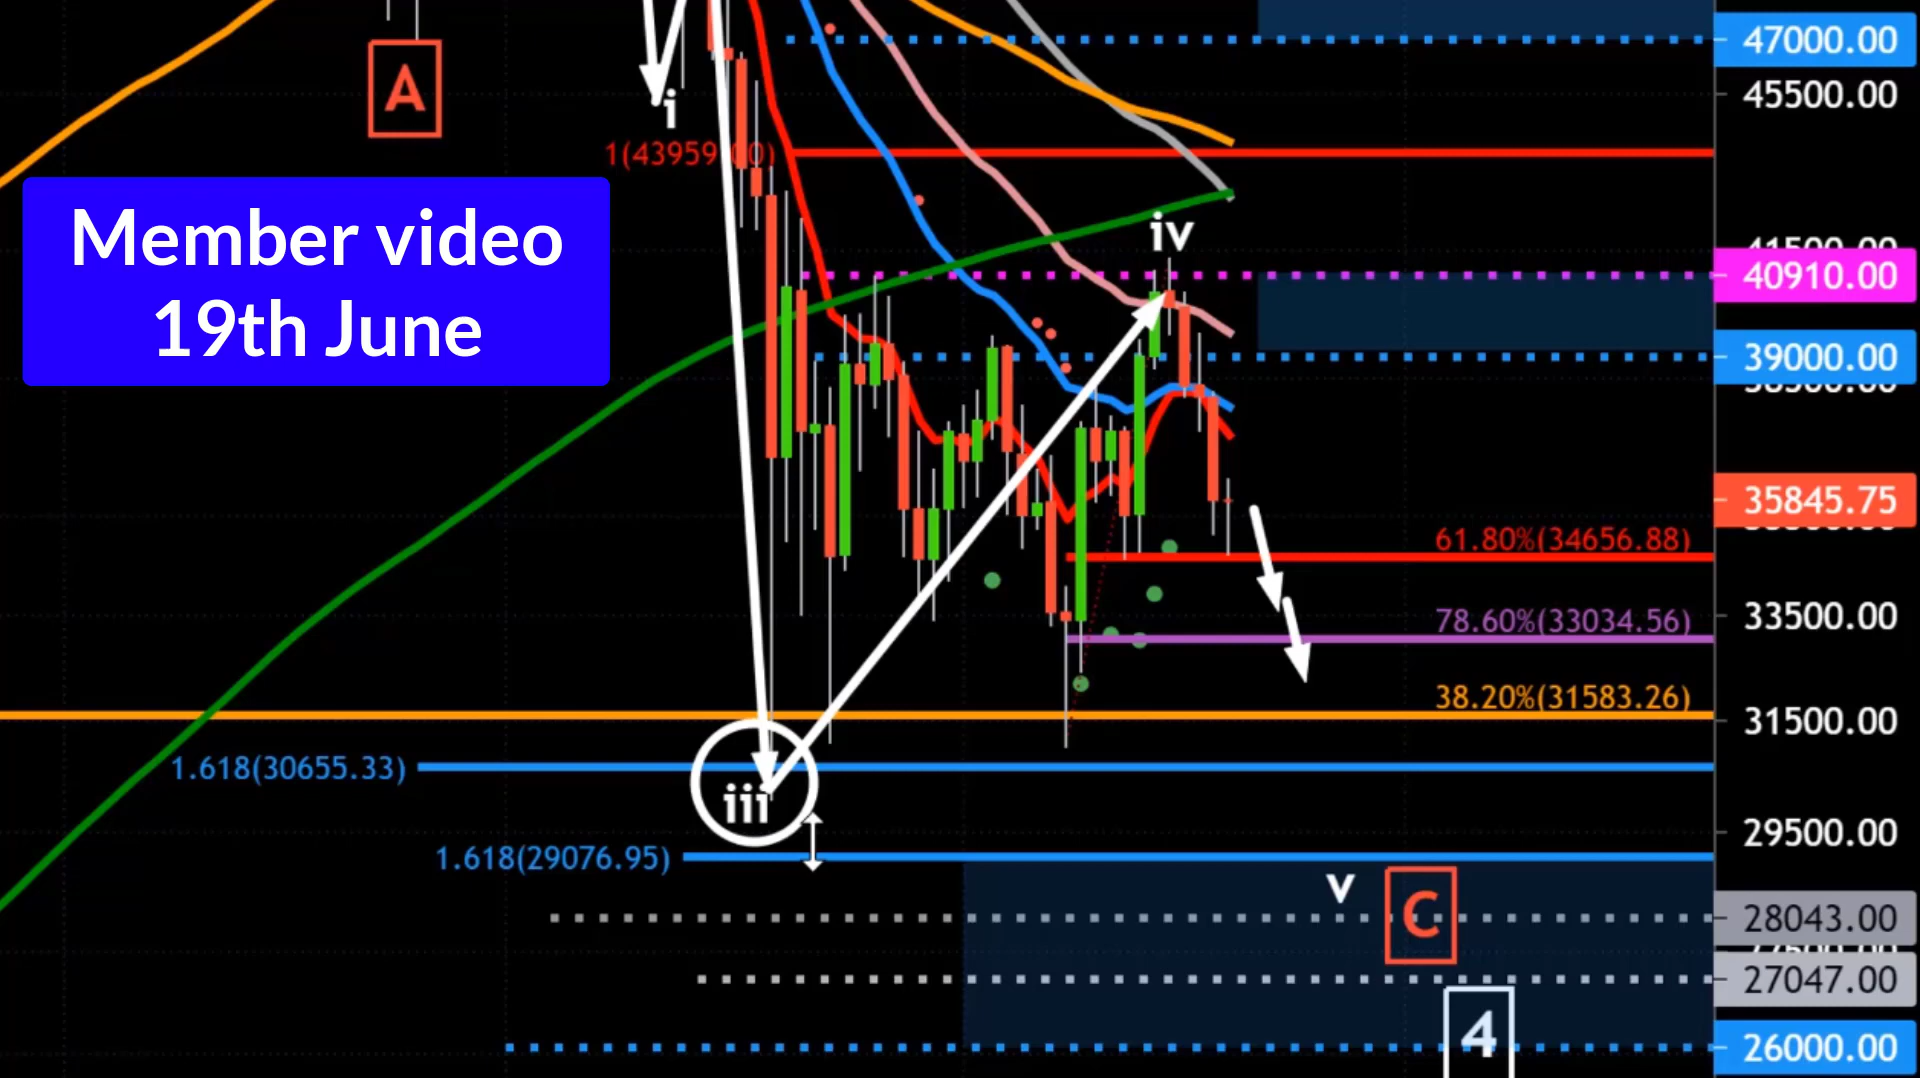 47000.00
A
45500.00
i
1(43959
Member video
19th June
iv
40910.00
39000.00
35845.75
61.80%(34656.88)
33500.00
78.60%(33034.56)
38.20%(31583.26)
31500.00
1.618(30655.33)
iii
29500.00
1.618(29076.95)
v
C
28043.00
27047.00
4
26000.00